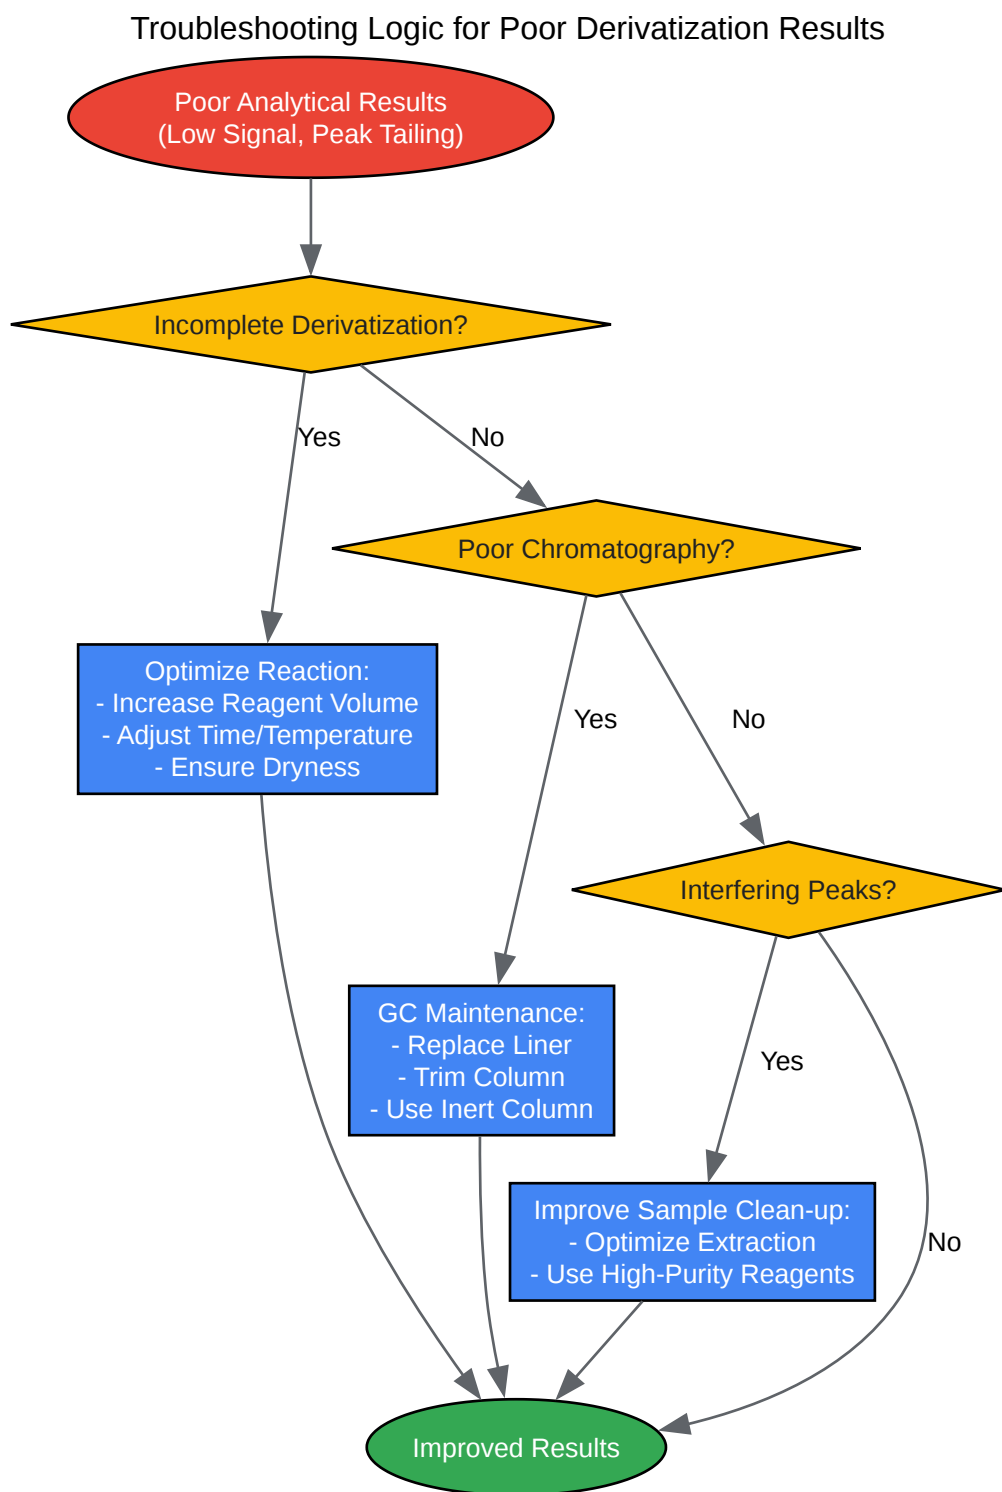 Troubleshooting Logic for Poor Derivatization Results
Poor Analytical Results
(Low Signal, Peak Tailing)
Incomplete Derivatization?
Yes
No
Poor Chromatography?
Optimize Reaction:
- Increase Reagent Volume
- Adjust Time/Temperature
- Ensure Dryness
Yes
No
Interfering Peaks?
GC Maintenance:
- Replace Liner
- Trim Column
- Use Inert Column
Yes
Improve Sample Clean-up:
- Optimize Extraction
- Use High-Purity Reagents
No
Improved Results